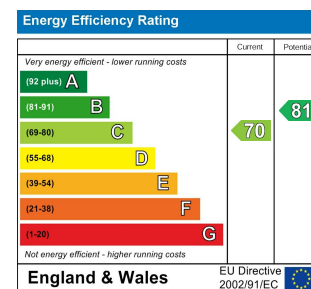 Energy Efficiency Rating
Current Potentia
Very energy efficient - lower running costs
(92 plus) A
(81-91) B
81
(69-80) C
70
(55-68) D
(39-54) E
(21-38) F
(1-20) G
Not energy efficient - higher running costs
England & Wales
EU Directive
2002/91/EC